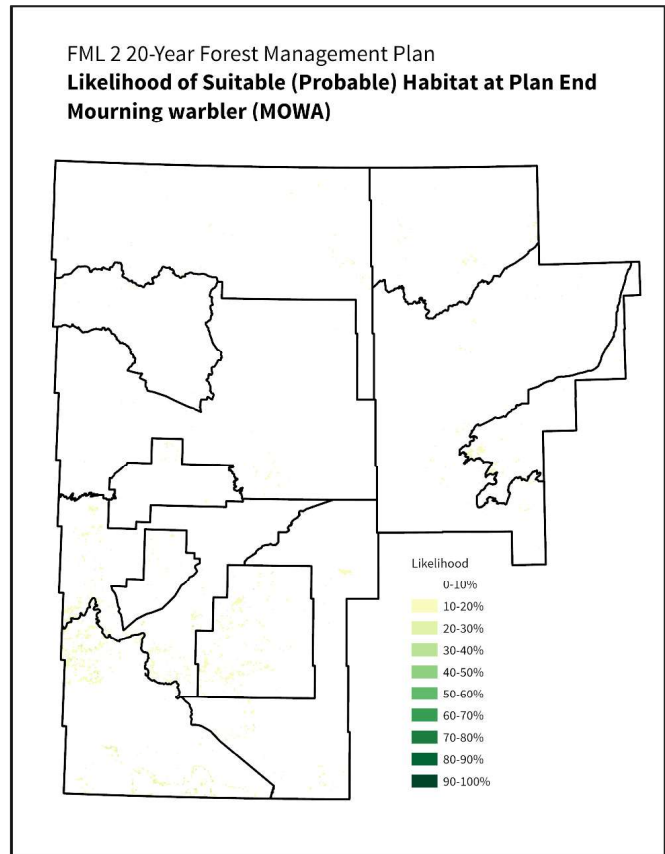 FML 2 20-Year Forest Management Plan
Likelihood of Suitable (Probable) Habitat at Plan End
Mourning warbler (MOWA)
Likelihood
0-10%
10-20%
20-30%
30-40%
40-50%
50-60%
60-70%
70-80%
80-90%
90-100%